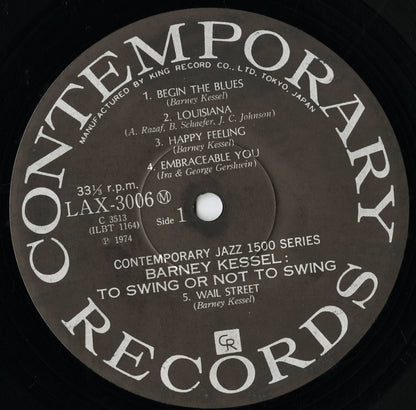 CONTEMPORARY
MANUFACTURED BY KING RECORD CO., LTD, TOKYO, JAPAN
1. BEGIN THE BLUES
(Barney Kessel)
2. LOUISIANA
(A. Razaf, B. Schaefer, J. C. Johnson)
3. HAPPY FEELING
(Barney Kessel)
4. EMBRACEABLE YOU
(Ira & George Gershwin)
33⅓ r.p.m.
LAX-3006 Ⓜ
C 3513
(ILBT 1164)
℗ 1974
Side 1
CONTEMPORARY JAZZ 1500 SERIES
BARNEY KESSEL:
TO SWING OR NOT TO SWING
5. WAIL STREET
(Barney Kessel)
CR
RECORDS